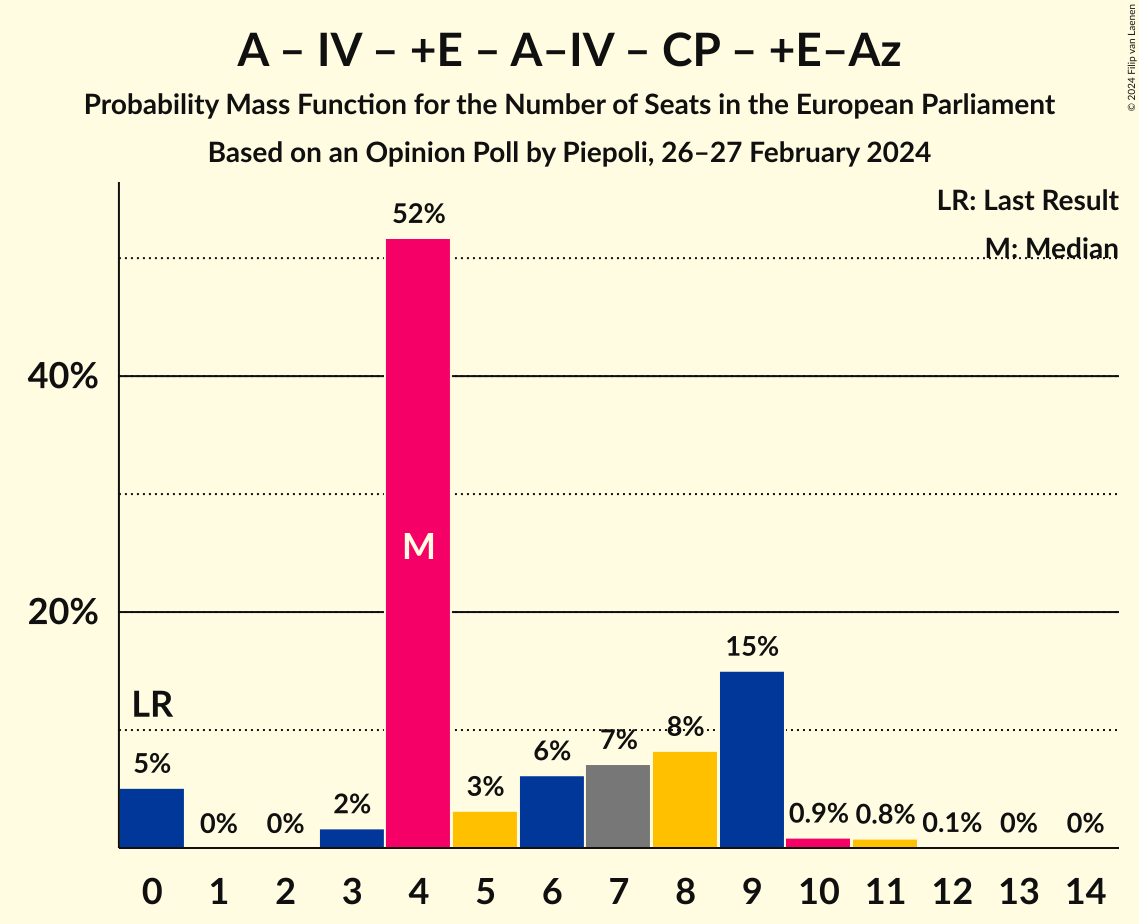 A – IV – +E – A–IV – CP – +E–Az
Probability Mass Function for the Number of Seats in the European Parliament
Based on an Opinion Poll by Piepoli, 26–27 February 2024
© 2024 Filip van Laenen
LR: Last Result
M: Median
52%
40%
M
20%
15%
LR
8%
7%
6%
5%
3%
2%
0.9%
0.8%
0%
0%
0.1%
0%
0%
0 1 2 3 4 5 6 7 8 9 10 11 12 13 14